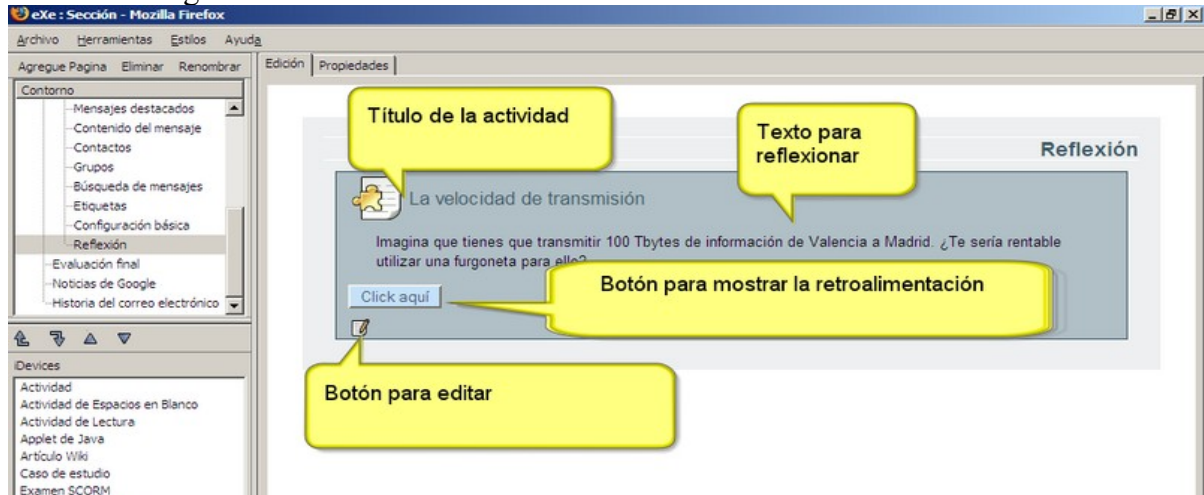 eXe : Sección - Mozilla Firefox
Archivo Herramientas Estilos Ayuda
Agregue Pagina Eliminar Renombrar
Edición Propiedades
Contorno
Mensajes destacados
Contenido del mensaje
Contactos
Grupos
Búsqueda de mensajes
Etiquetas
Configuración básica
Reflexión
Evaluación final
Noticias de Google
Historia del correo electrónico
iDevices
Actividad
Actividad de Espacios en Blanco
Actividad de Lectura
Applet de Java
Artículo Wiki
Caso de estudio
Examen SCORM
Título de la actividad
Texto para
reflexionar
Reflexión
La velocidad de transmisión
Imagina que tienes que transmitir 100 Tbytes de información de Valencia a Madrid. ¿Te sería rentable
utilizar una furgoneta para ello?
Botón para mostrar la retroalimentación
Click aquí
Botón para editar